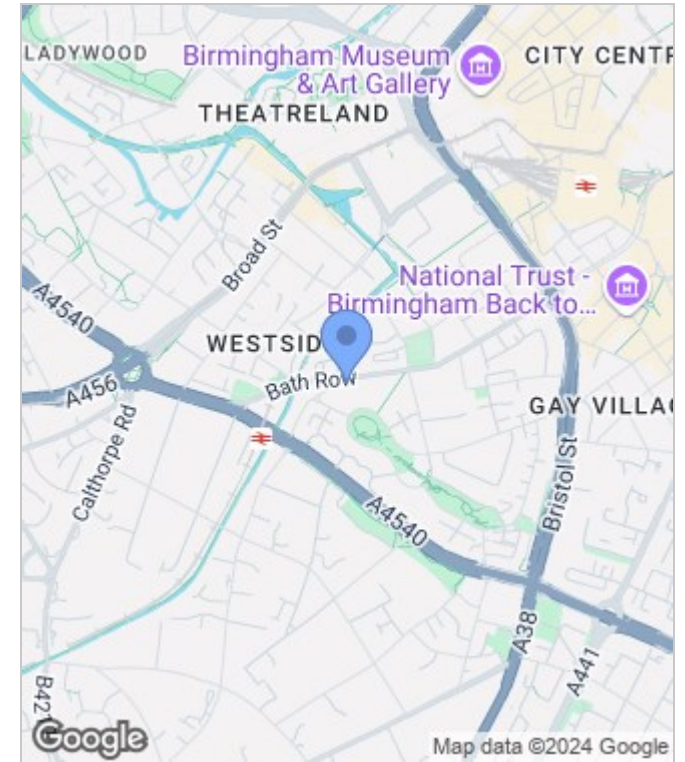 LADYWOOD
Birmingham Museum
& Art Gallery
CITY CENTR
THEATRELAND
Broad St
National Trust -
Birmingham Back to...
A4540
WESTSID
A456
Bath Row
GAY VILLAG
Calthorpe Rd
Bristol St
A4540
A38
A441
B421
Google
Map data ©2024 Google